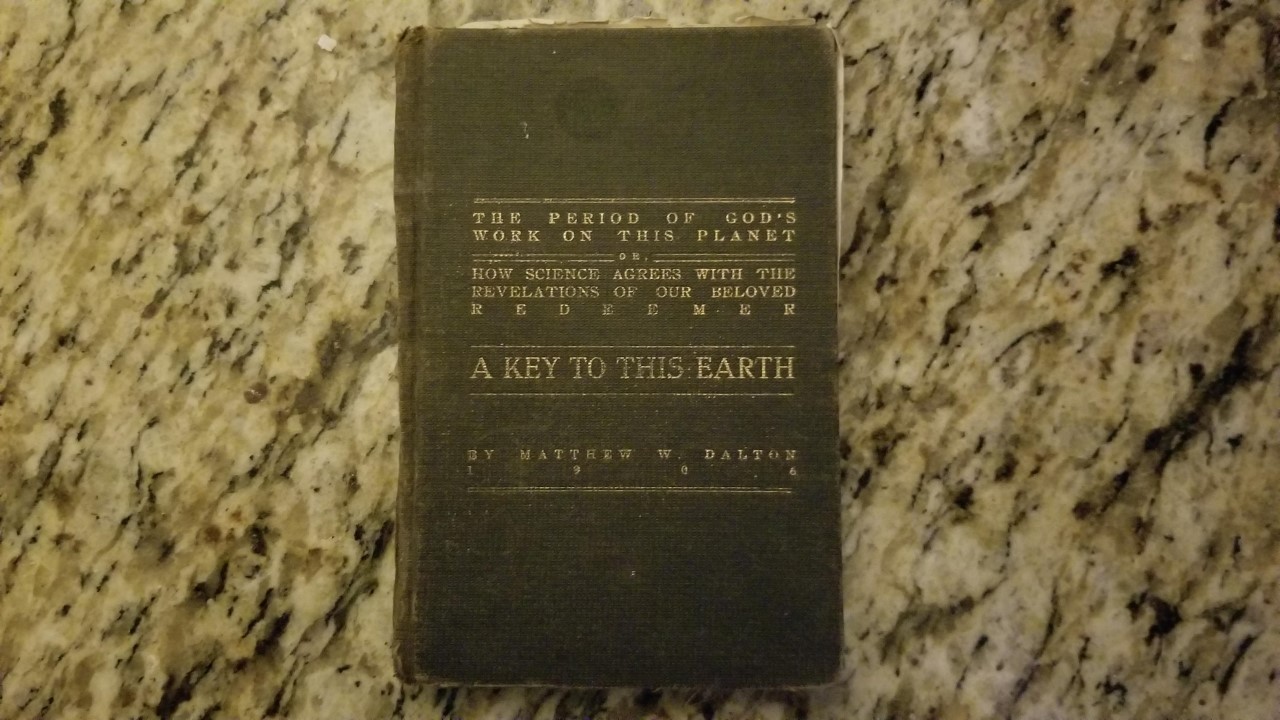 THE PERIOD OF GOD'S
WORK ON THIS PLANET
OR,
HOW SCIENCE AGREES WITH THE
REVELATIONS OF OUR BELOVED
REDEEMER
A KEY TO THIS EARTH
BY MATTHEW W. DALTON
1906